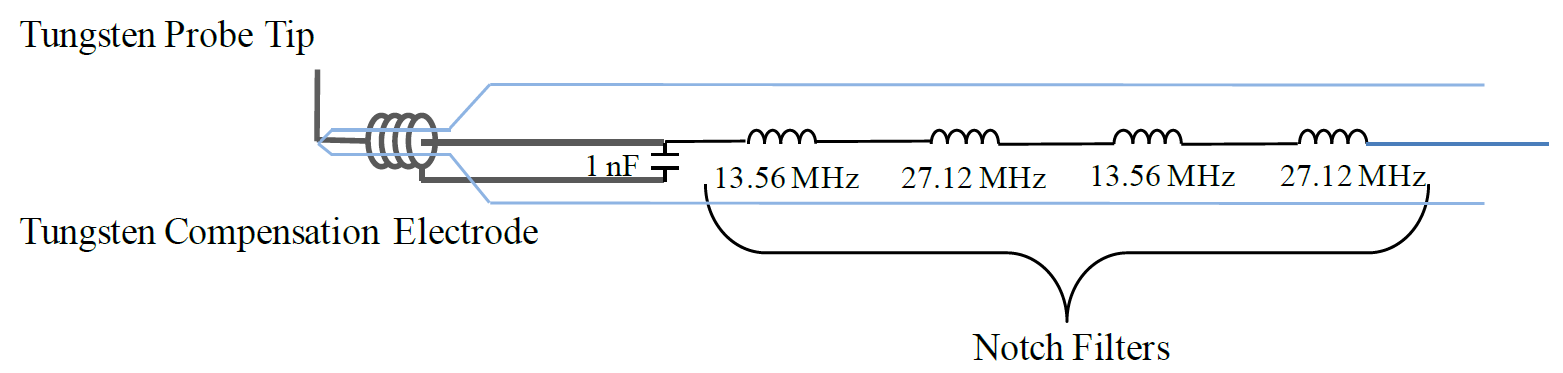 Tungsten Probe Tip
1 nF
13.56 MHz
27.12 MHz
13.56 MHz
27.12 MHz
Tungsten Compensation Electrode
Notch Filters